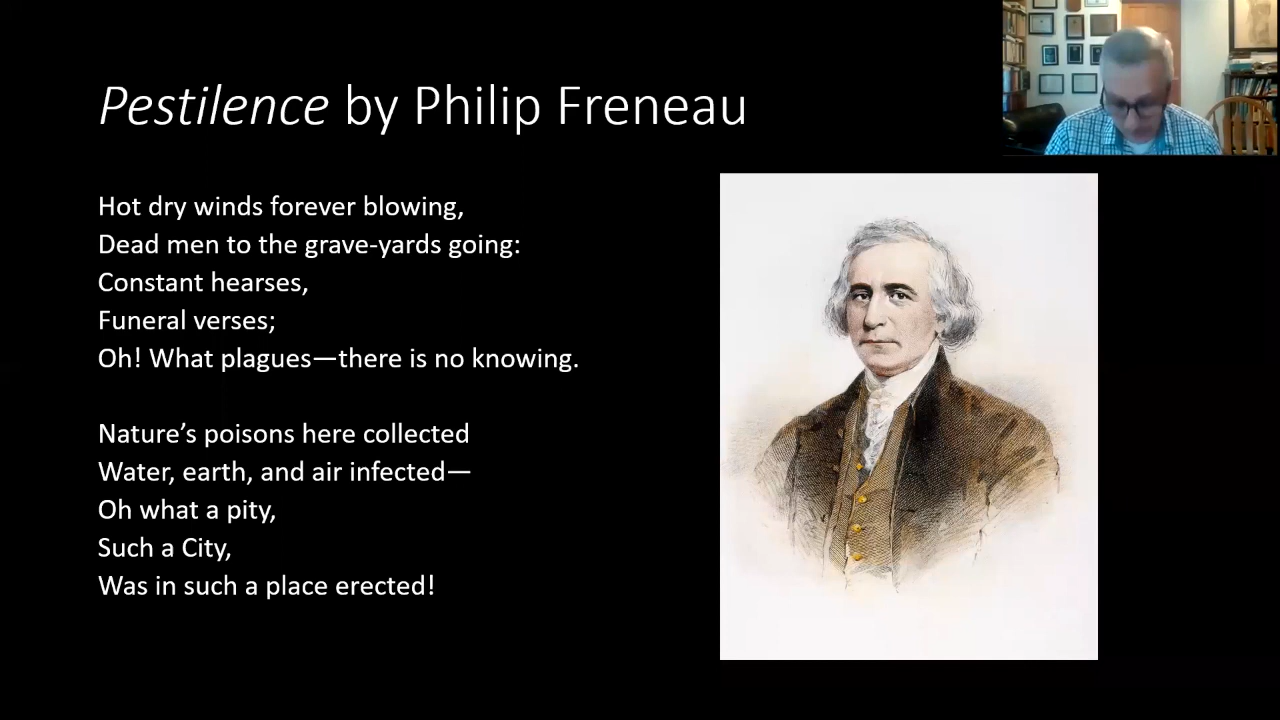 Pestilence by Philip Freneau
Hot dry winds forever blowing,
Dead men to the grave-yards going:
Constant hearses,
Funeral verses;
Oh! What plagues—there is no knowing.
Nature’s poisons here collected
Water, earth, and air infected—
Oh what a pity,
Such a City,
Was in such a place erected!